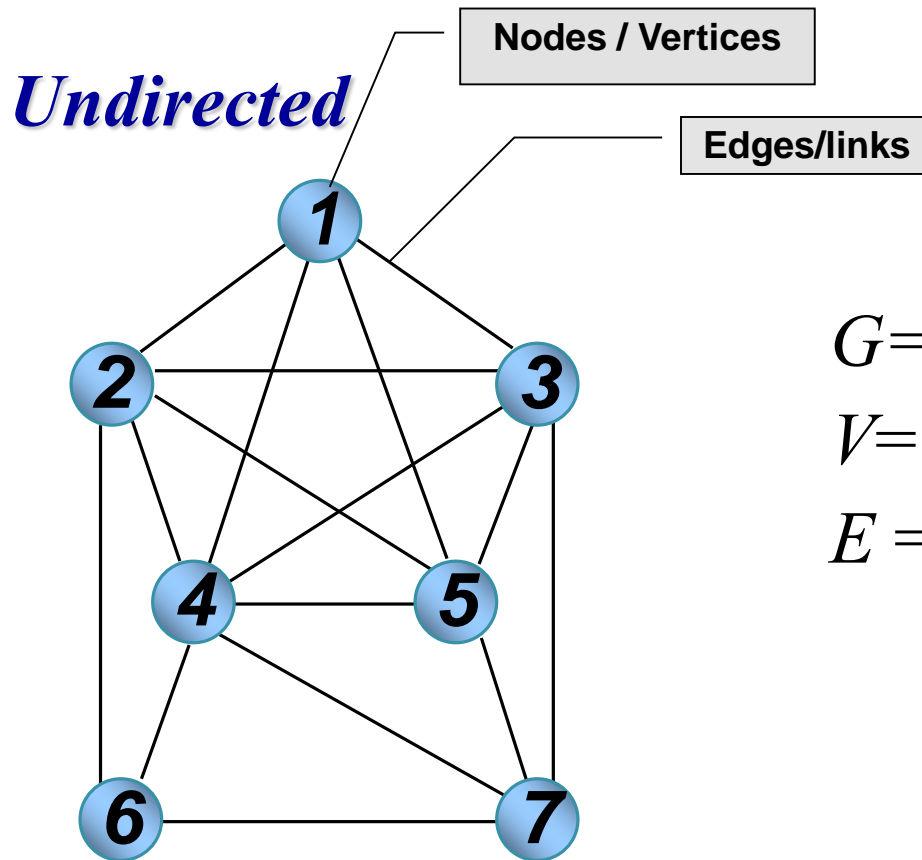 Nodes / Vertices
Undirected
Edges/links
1
2
3
4
5
6
7
G=
V=
E =